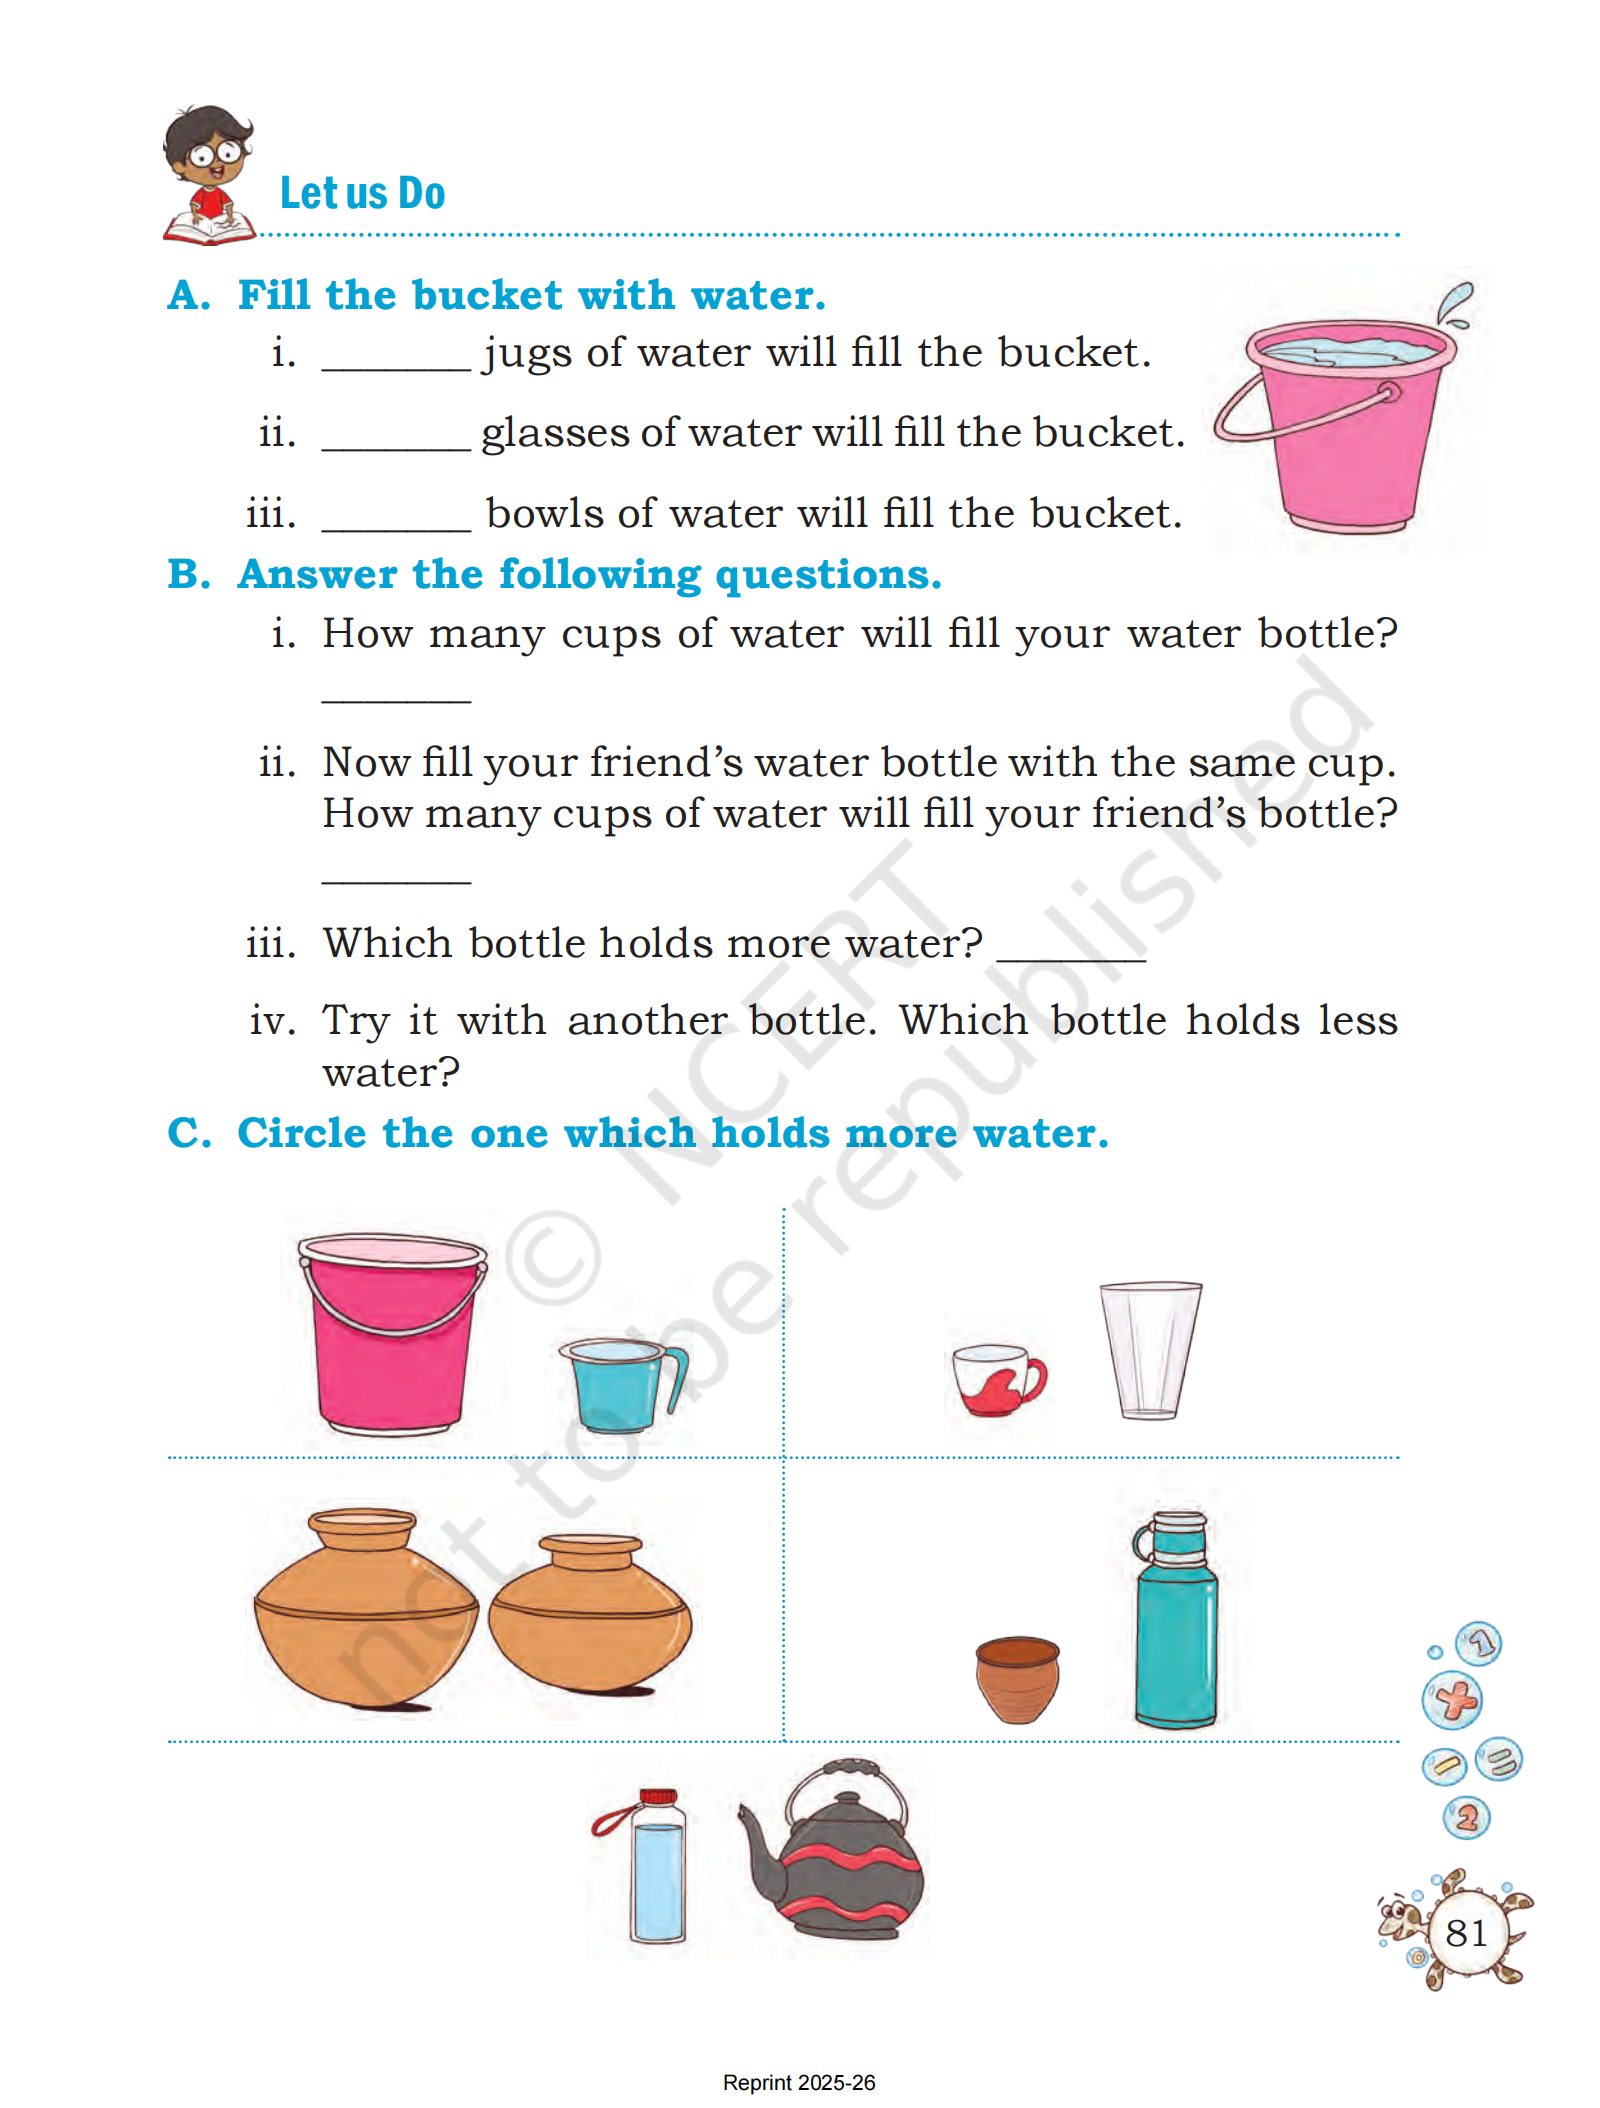 Let us Do
A. Fill the bucket with water.
i. _______ jugs of water will fill the bucket.
ii. _______ glasses of water will fill the bucket.
iii. _______ bowls of water will fill the bucket.
B. Answer the following questions.
i. How many cups of water will fill your water bottle?
_______
ii. Now fill your friend’s water bottle with the same cup.
How many cups of water will fill your friend’s bottle?
_______
iii. Which bottle holds more water? _______
iv. Try it with another bottle. Which bottle holds less
water?
C. Circle the one which holds more water.
© NCERT
not to be republished
1
+
–
=
2
81
Reprint 2025-26